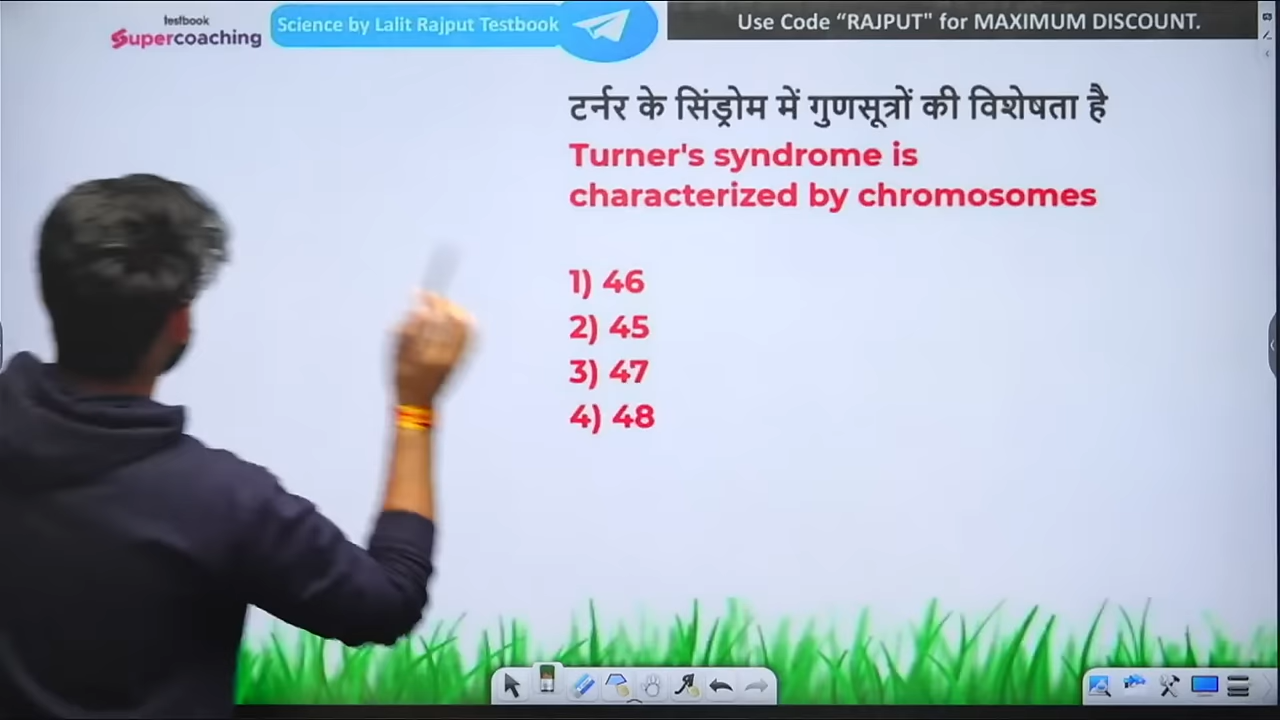 testbook
Supercoaching
Science by Lalit Rajput Testbook
Use Code “RAJPUT" for MAXIMUM DISCOUNT.
टर्नर के सिंड्रोम में गुणसूत्रों की विशेषता है
Turner's syndrome is
characterized by chromosomes
1) 46
2) 45
3) 47
4) 48